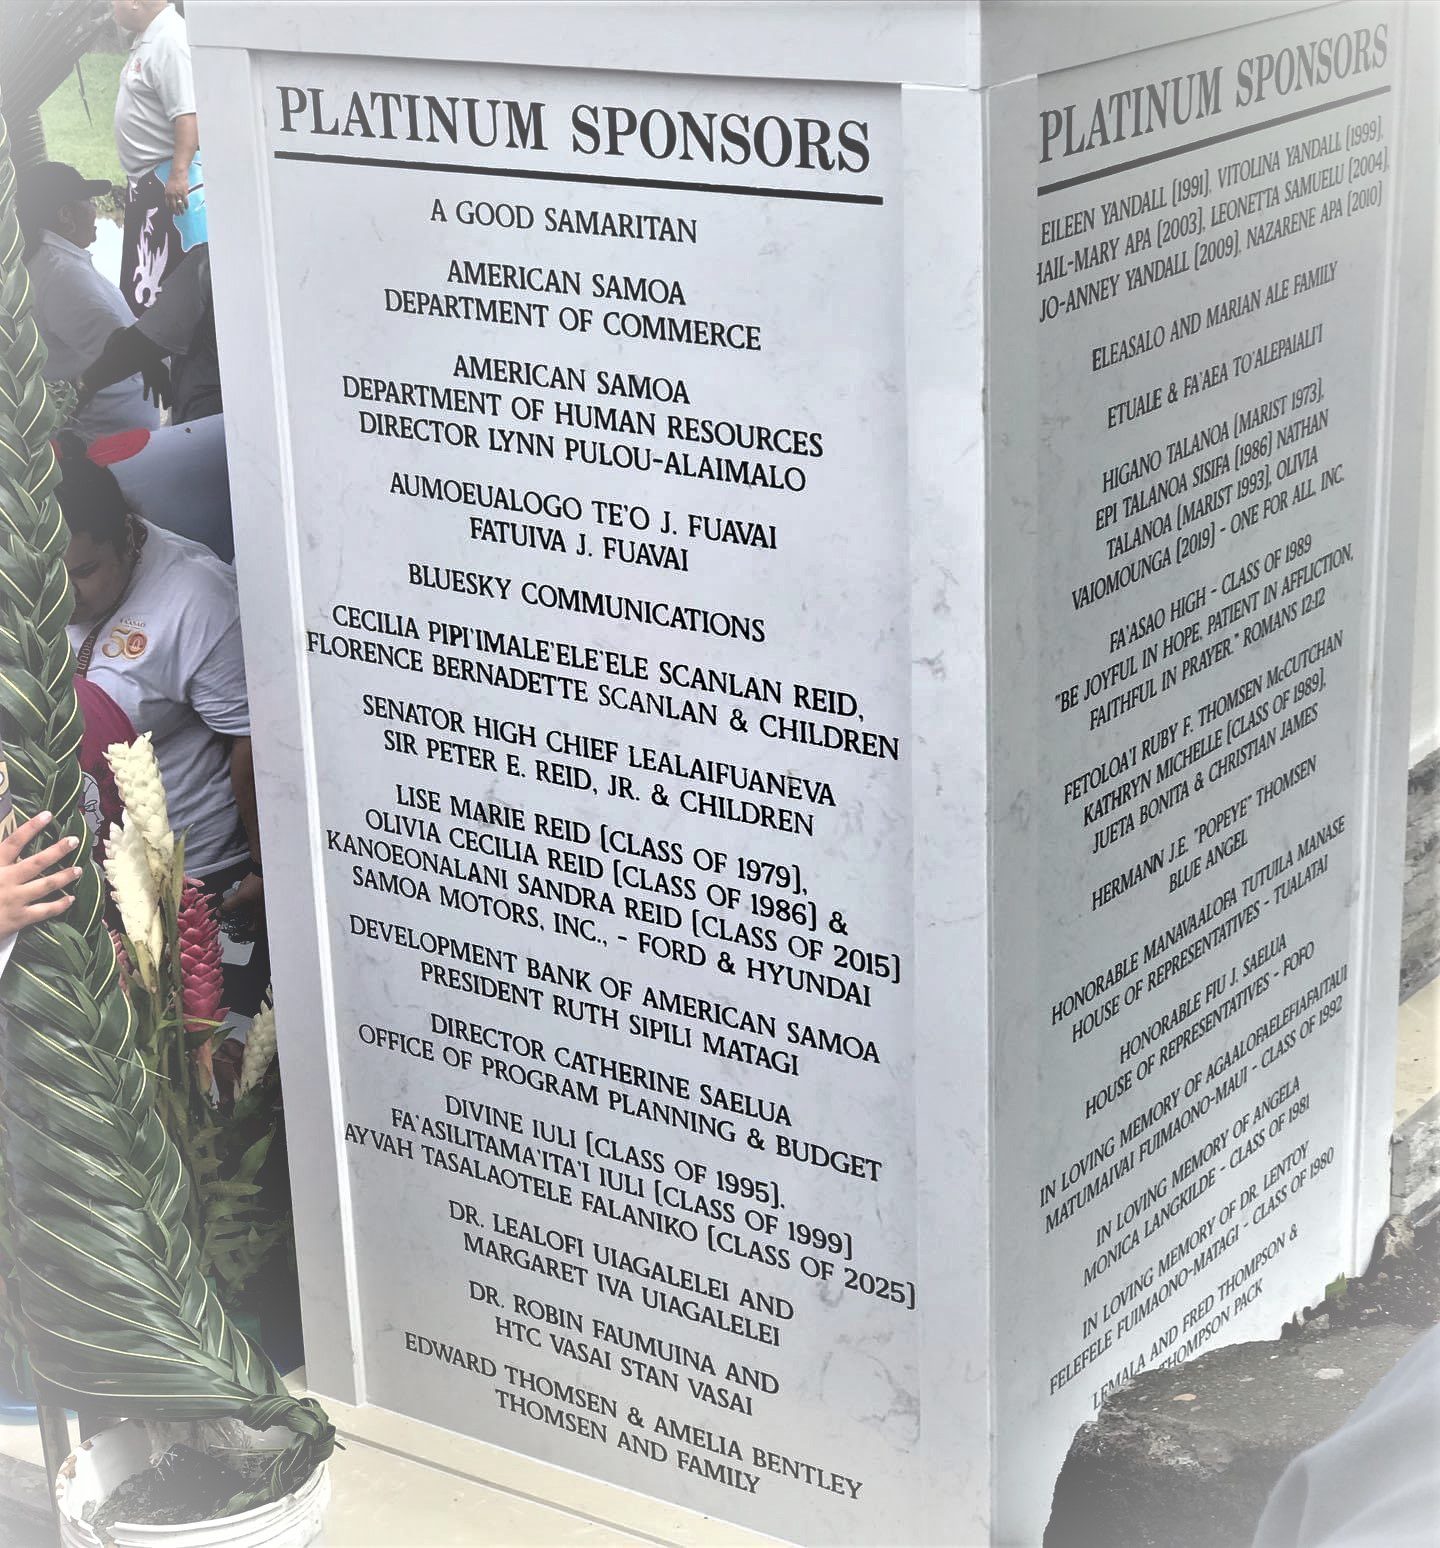 PLATINUM SPONSORS
A GOOD SAMARITAN
AMERICAN SAMOA
DEPARTMENT OF COMMERCE
AMERICAN SAMOA
DEPARTMENT OF HUMAN RESOURCES
DIRECTOR LYNN PULOU-ALAIMALO
AUMOEUALOGO TE'O J. FUAVAI
FATUIVA J. FUAVAI
BLUESKY COMMUNICATIONS
CECILIA PIPI'IMALE'ELE'ELE SCANLAN REID,
FLORENCE BERNADETTE SCANLAN & CHILDREN
SENATOR HIGH CHIEF LEALAIFUANEVA
SIR PETER E. REID, JR. & CHILDREN
LISE MARIE REID [CLASS OF 1979],
OLIVIA CECILIA REID [CLASS OF 1986] &
KANOEONALANI SANDRA REID [CLASS OF 2015]
SAMOA MOTORS, INC., - FORD & HYUNDAI
DEVELOPMENT BANK OF AMERICAN SAMOA
PRESIDENT RUTH SIPILI MATAGI
DIRECTOR CATHERINE SAELUA
OFFICE OF PROGRAM PLANNING & BUDGET
DIVINE IULI [CLASS OF 1995],
FA'ASILITAMA'ITA'I IULI [CLASS OF 1999]
AYVAH TASALAOTELE FALANIKO [CLASS OF 2025]
DR. LEALOFI UIAGALELEI AND
MARGARET IVA UIAGALELEI
DR. ROBIN FAUMUINA AND
HTC VASAI STAN VASAI
EDWARD THOMSEN & AMELIA BENTLEY
THOMSEN AND FAMILY
PLATINUM SPONSORS
EILEEN YANDALL [1991], VITOLINA YANDALL [1999],
HAIL-MARY APA [2003], LEONETTA SAMUELU [2004],
JO-ANNEY YANDALL [2009], NAZARENE APA [2010]
ELEASALO AND MARIAN ALE FAMILY
ETUALE & FA'AEA TO'ALEPAIALI'I
HIGANO TALANOA [MARIST 1973],
EPI TALANOA SISIFA [1986] NATHAN
TALANOA [MARIST 1993], OLIVIA
VAIOMOUNGA [2019] - ONE FOR ALL, INC.
FA'ASAO HIGH - CLASS OF 1989
"BE JOYFUL IN HOPE, PATIENT IN AFFLICTION,
FAITHFUL IN PRAYER." ROMANS 12:12
FETOLOA'I RUBY F. THOMSEN McCUTCHAN
KATHRYN MICHELLE [CLASS OF 1989],
JUETA BONITA & CHRISTIAN JAMES
HERMANN J.E. "POPEYE" THOMSEN
BLUE ANGEL
HONORABLE MANAVAALOFA TUTUILA MANASE
HOUSE OF REPRESENTATIVES - TUALATAI
HONORABLE FIU J. SAELUA
HOUSE OF REPRESENTATIVES - FOFO
IN LOVING MEMORY OF AGAALOFAELEFIAFAITAUI
MATUMAIVAI FUIMAONO-MAUI - CLASS OF 1992
IN LOVING MEMORY OF ANGELA
MONICA LANGKILDE - CLASS OF 1981
IN LOVING MEMORY OF DR. LENTOY
FELEFELE FUIMAONO-MATAGI - CLASS OF 1980
LEMALA AND FRED THOMPSON &
THOMPSON PACK
50